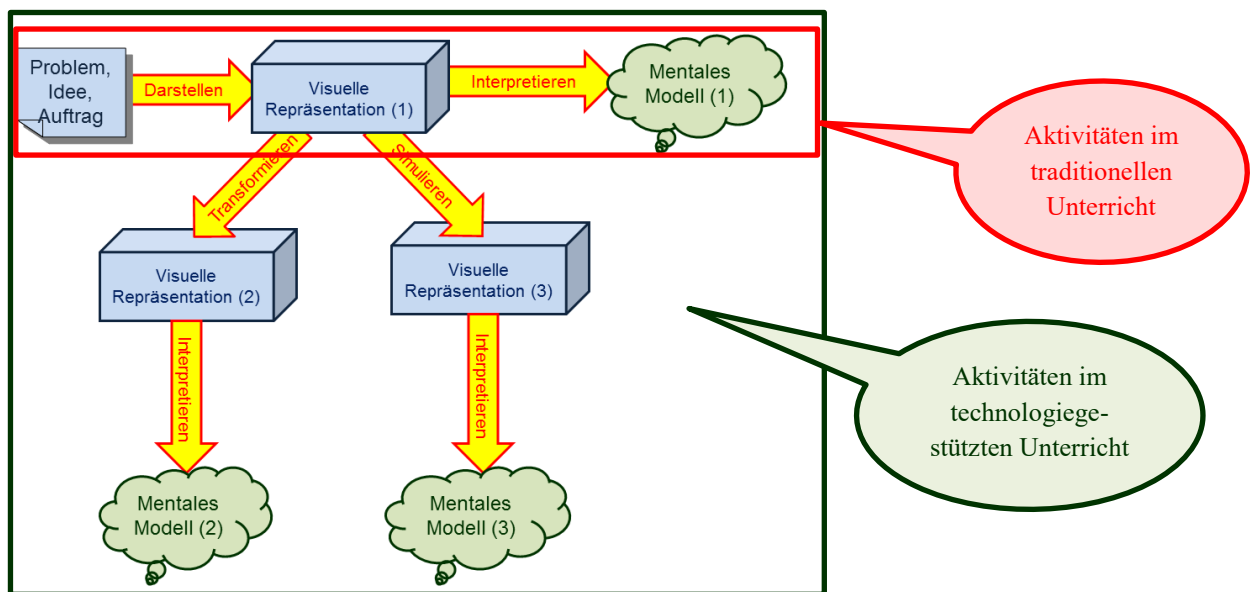 Problem,
Idee,
Auftrag
Darstellen
Visuelle
Repräsentation (1)
Interpretieren
Mentales
Modell (1)
Aktivitäten im
traditionellen
Unterricht
Transformieren
Simulieren
Visuelle
Repräsentation (2)
Visuelle
Repräsentation (3)
Interpretieren
Interpretieren
Aktivitäten im
technologiege-
stützten Unterricht
Mentales
Modell (2)
Mentales
Modell (3)